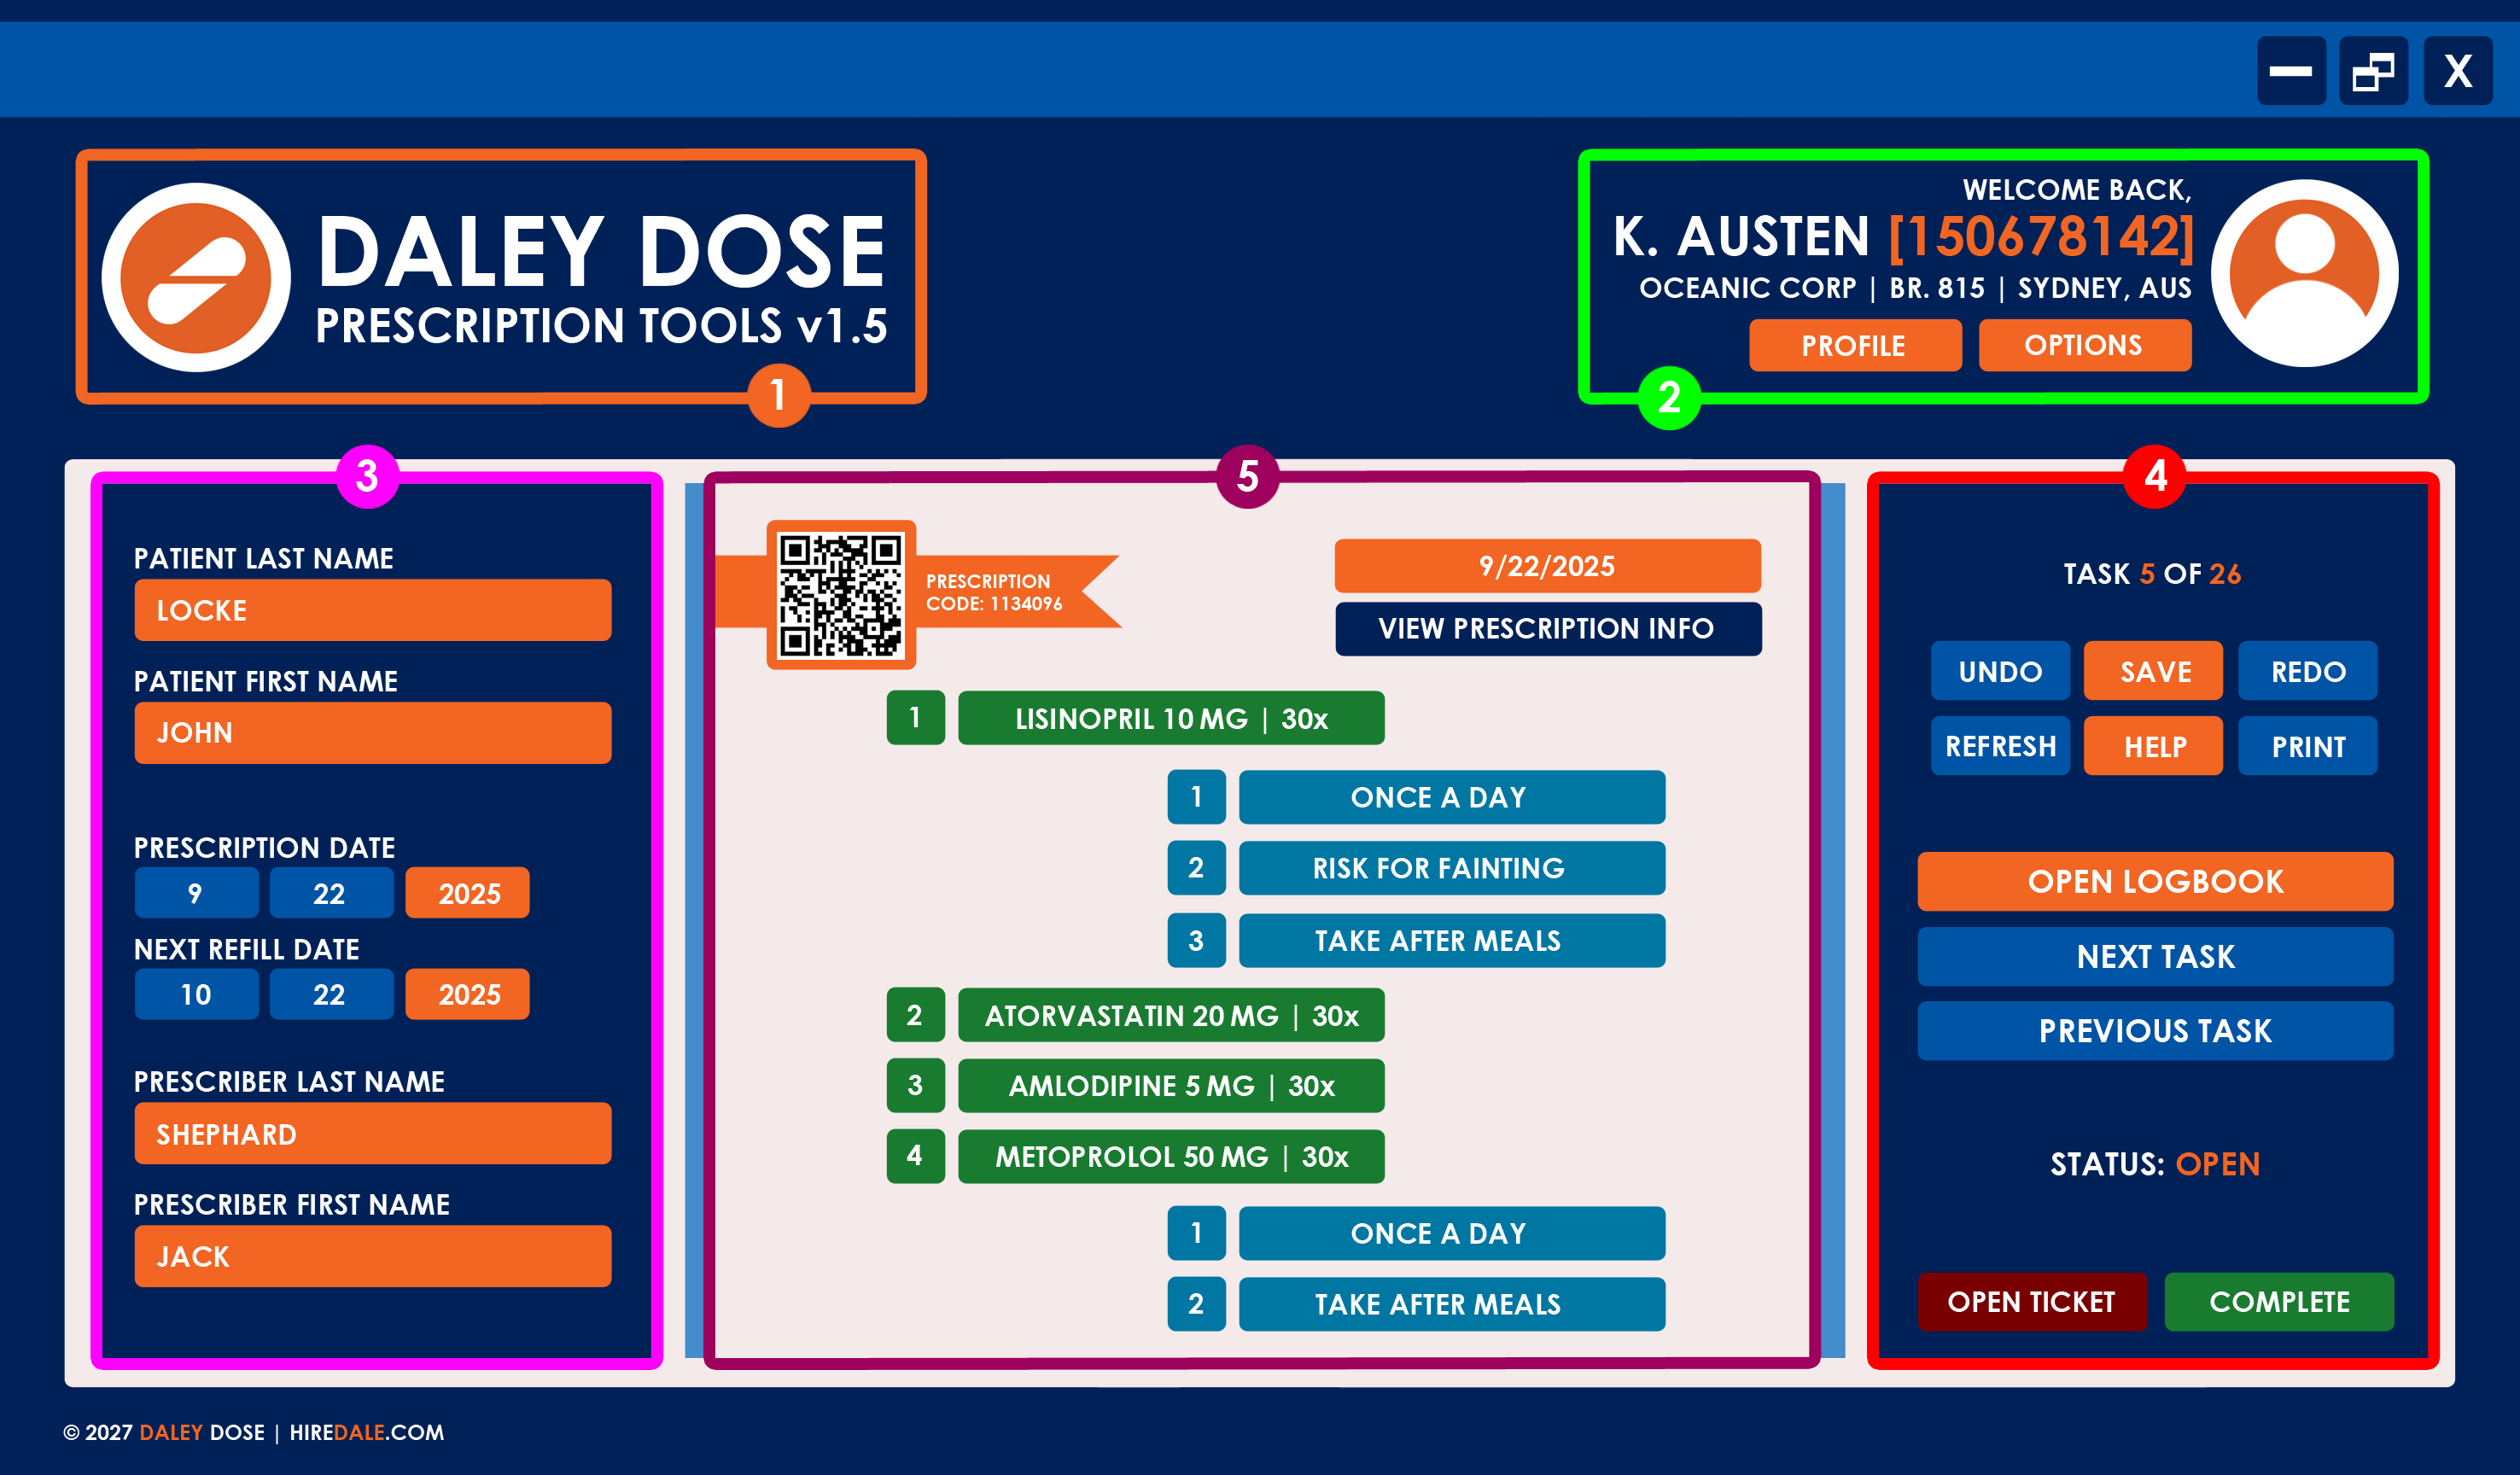 X
DALEY DOSE
PRESCRIPTION TOOLS v1.5
1
WELCOME BACK,
K. AUSTEN [150678142]
OCEANIC CORP | BR. 815 | SYDNEY, AUS
PROFILE OPTIONS
2
3
PATIENT LAST NAME
LOCKE
PATIENT FIRST NAME
JOHN
PRESCRIPTION DATE
9 22 2025
NEXT REFILL DATE
10 22 2025
PRESCRIBER LAST NAME
SHEPHARD
PRESCRIBER FIRST NAME
JACK
5
PRESCRIPTION
CODE: 1134096
9/22/2025
VIEW PRESCRIPTION INFO
1 LISINOPRIL 10 MG | 30x
1 ONCE A DAY
2 RISK FOR FAINTING
3 TAKE AFTER MEALS
2 ATORVASTATIN 20 MG | 30x
3 AMLODIPINE 5 MG | 30x
4 METOPROLOL 50 MG | 30x
1 ONCE A DAY
2 TAKE AFTER MEALS
4
TASK 5 OF 26
UNDO SAVE REDO
REFRESH HELP PRINT
OPEN LOGBOOK
NEXT TASK
PREVIOUS TASK
STATUS: OPEN
OPEN TICKET COMPLETE
© 2027 DALEY DOSE | HIREDALE.COM